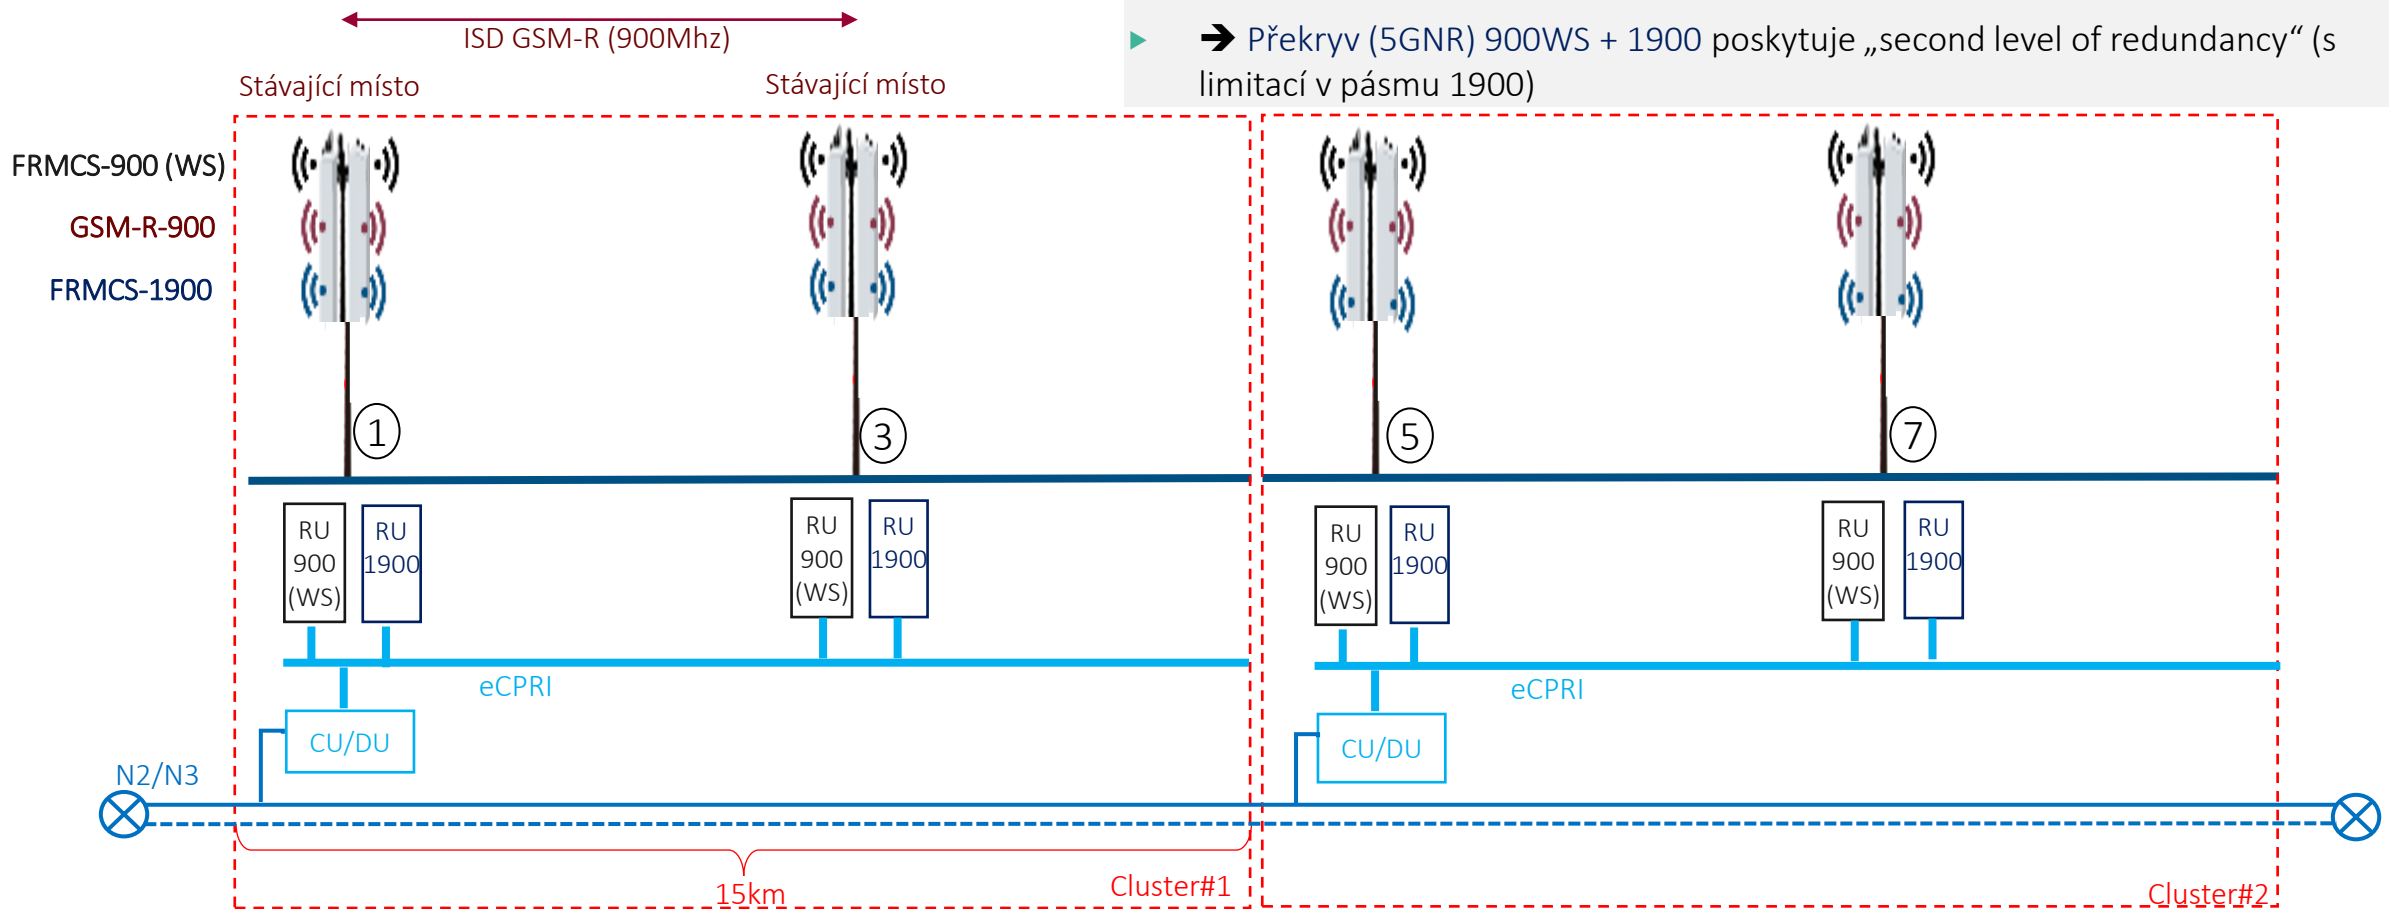 ISD GSM-R (900Mhz)
➔ Překryv (5GNR) 900WS + 1900 poskytuje „second level of redundancy“ (s
limitací v pásmu 1900)
Stávající místo
Stávající místo
FRMCS-900 (WS)
GSM-R-900
FRMCS-1900
1
3
5
7
RU
900
(WS)
RU
1900
RU
900
(WS)
RU
1900
RU
900
(WS)
RU
1900
RU
900
(WS)
RU
1900
eCPRI
eCPRI
CU/DU
CU/DU
N2/N3
15km
Cluster#1
Cluster#2